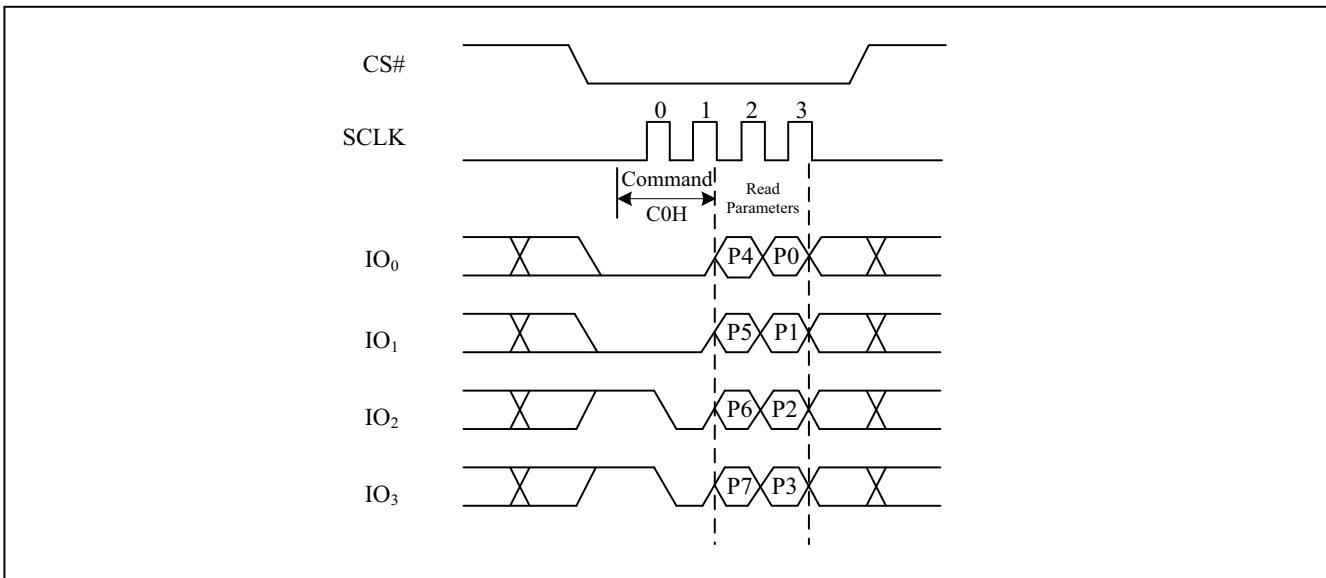 CS#
0 1 2 3
SCLK
Command
C0H
Read
Parameters
IO₀
P4 P0
IO₁
P5 P1
IO₂
P6 P2
IO₃
P7 P3